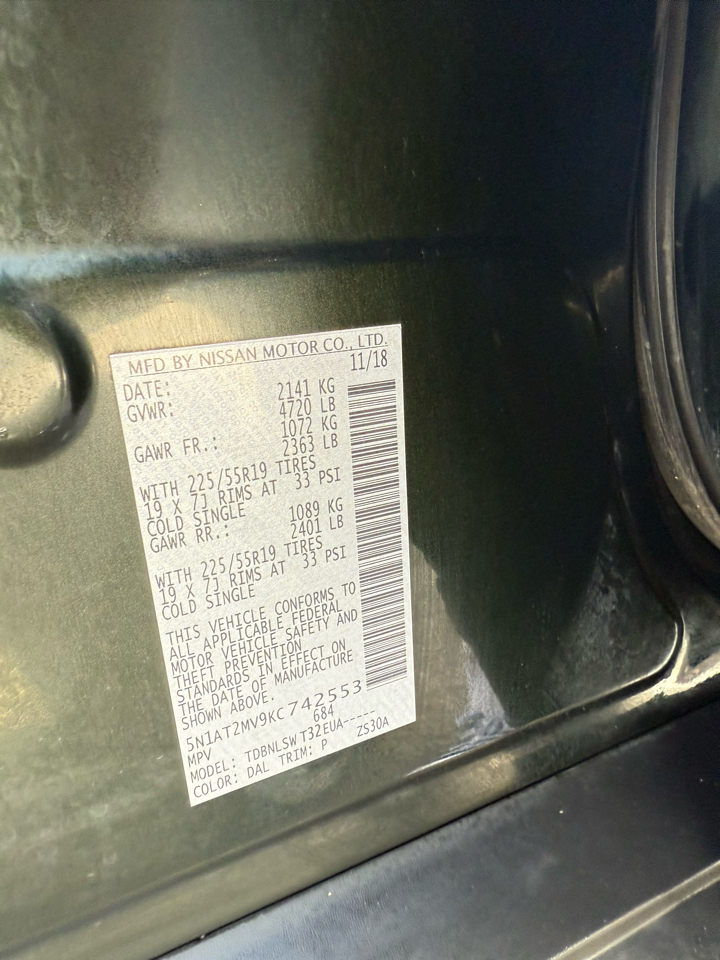 MFD BY NISSAN MOTOR CO., LTD.
DATE: 11/18
GVWR: 2141 KG
4720 LB
GAWR FR.: 1072 KG
2363 LB
WITH 225/55R19 TIRES
19 X 7J RIMS AT 33 PSI
COLD SINGLE
GAWR RR.: 1089 KG
2401 LB
WITH 225/55R19 TIRES
19 X 7J RIMS AT 33 PSI
COLD SINGLE
THIS VEHICLE CONFORMS TO
ALL APPLICABLE FEDERAL
MOTOR VEHICLE SAFETY AND
THEFT PREVENTION
STANDARDS IN EFFECT ON
THE DATE OF MANUFACTURE
SHOWN ABOVE.
5N1AT2MV9KC742553
MPV 684
MODEL: TDBNLSWT32EUA-----
COLOR: DAL TRIM: P ZS30A